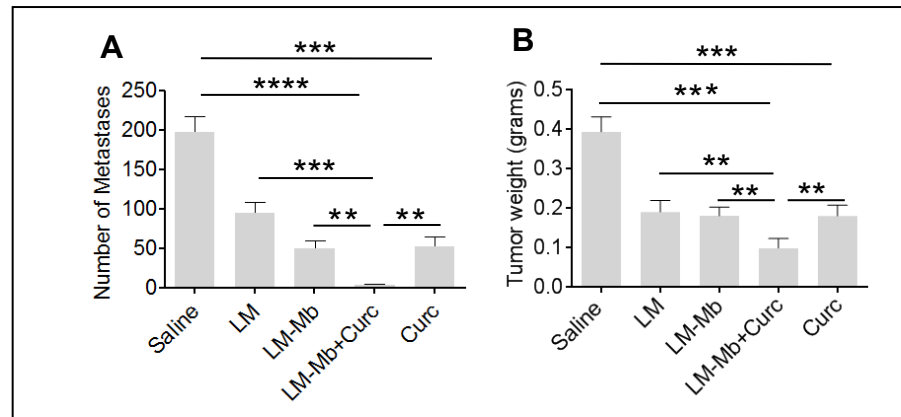 A
***
****
***
** **
Number of Metastases
250
200
150
100
50
0
Saline
LM
LM-Mb
LM-Mb+Curc
Curc
B
***
***
**
** **
Tumor weight (grams)
0.5
0.4
0.3
0.2
0.1
0.0
Saline
LM
LM-Mb
LM-Mb+Curc
Curc